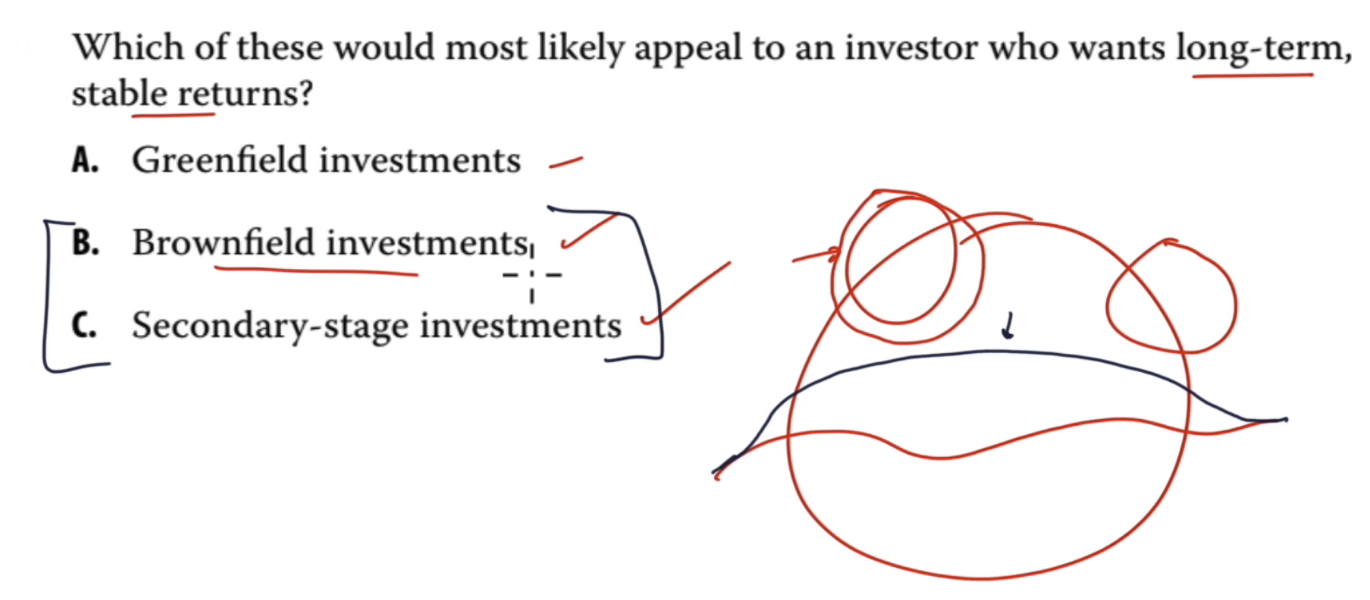 Which of these would most likely appeal to an investor who wants long-term,
stable returns?
A. Greenfield investments
B. Brownfield investments
C. Secondary-stage investments